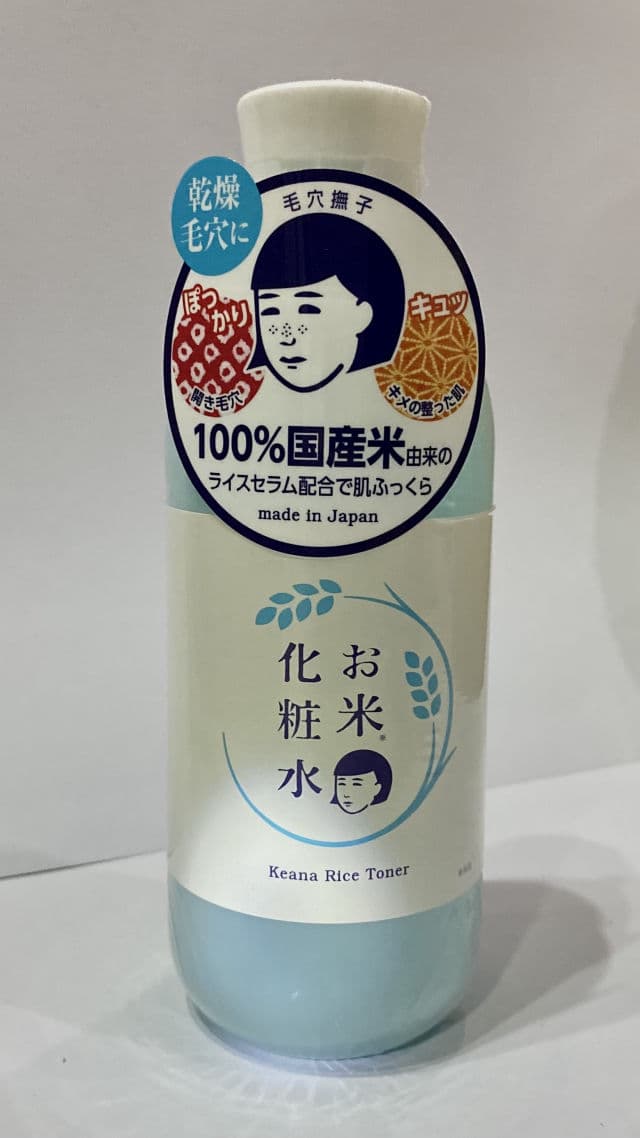 乾燥
毛穴に
毛穴撫子
ぽっかり
開き毛穴
キュッ
キメの整った肌
100%国産米由来の
ライスセラム配合で肌ふっくら
made in Japan
お米※
化粧水
Keana Rice Toner